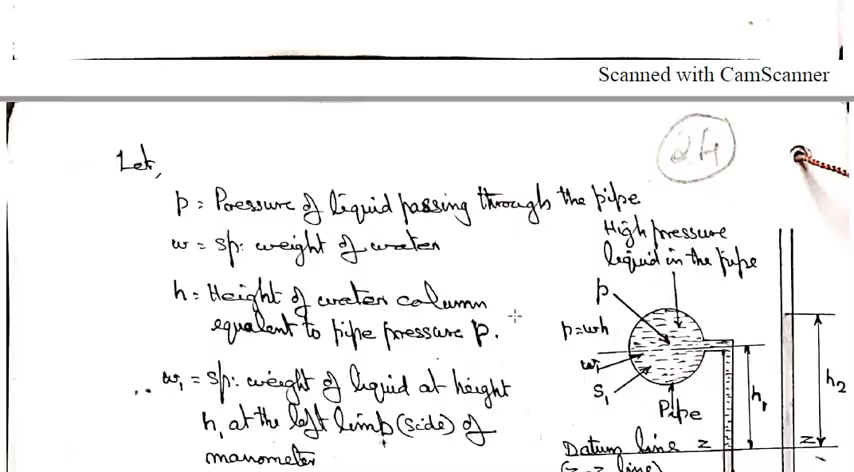 Scanned with CamScanner
24
Let,
p = Pressure of liquid passing through the pipe
w = sp: weight of water
h = Height of water column
equalent to pipe pressure p.
w₁ = sp: weight of liquid at height
h₁ at the left limb (side) of
manometer
High pressure
liquid in the pipe
p
p=wh
w₁
S₁
Pipe
h₁
h₂
Datum line Z
Z
(z-z line)